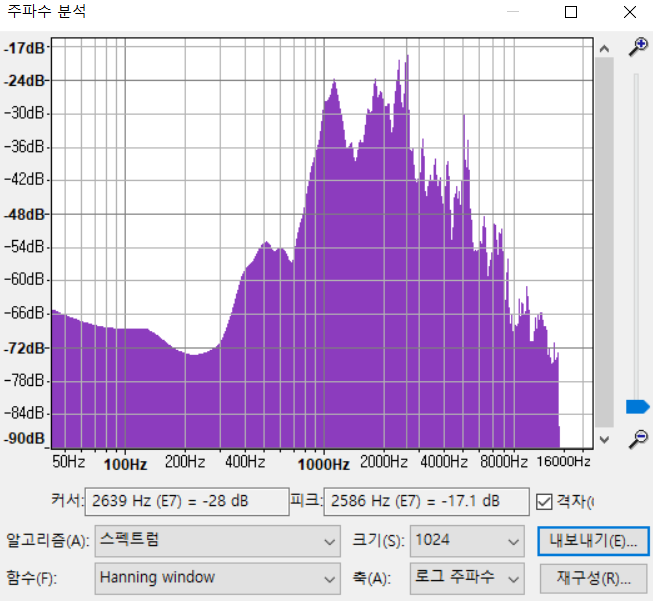 주파수 분석
-17dB
-24dB
-30dB
-36dB
-42dB
-48dB
-54dB
-60dB
-66dB
-72dB
-78dB
-84dB
-90dB
50Hz 100Hz 200Hz 400Hz 1000Hz 2000Hz 4000Hz 8000Hz 16000Hz
커서: 2639 Hz (E7) = -28 dB 피크: 2586 Hz (E7) = -17.1 dB 격자(
알고리즘(A): 스펙트럼 크기(S): 1024 내보내기(E)...
함수(F): Hanning window 축(A): 로그 주파수 재구성(R)...